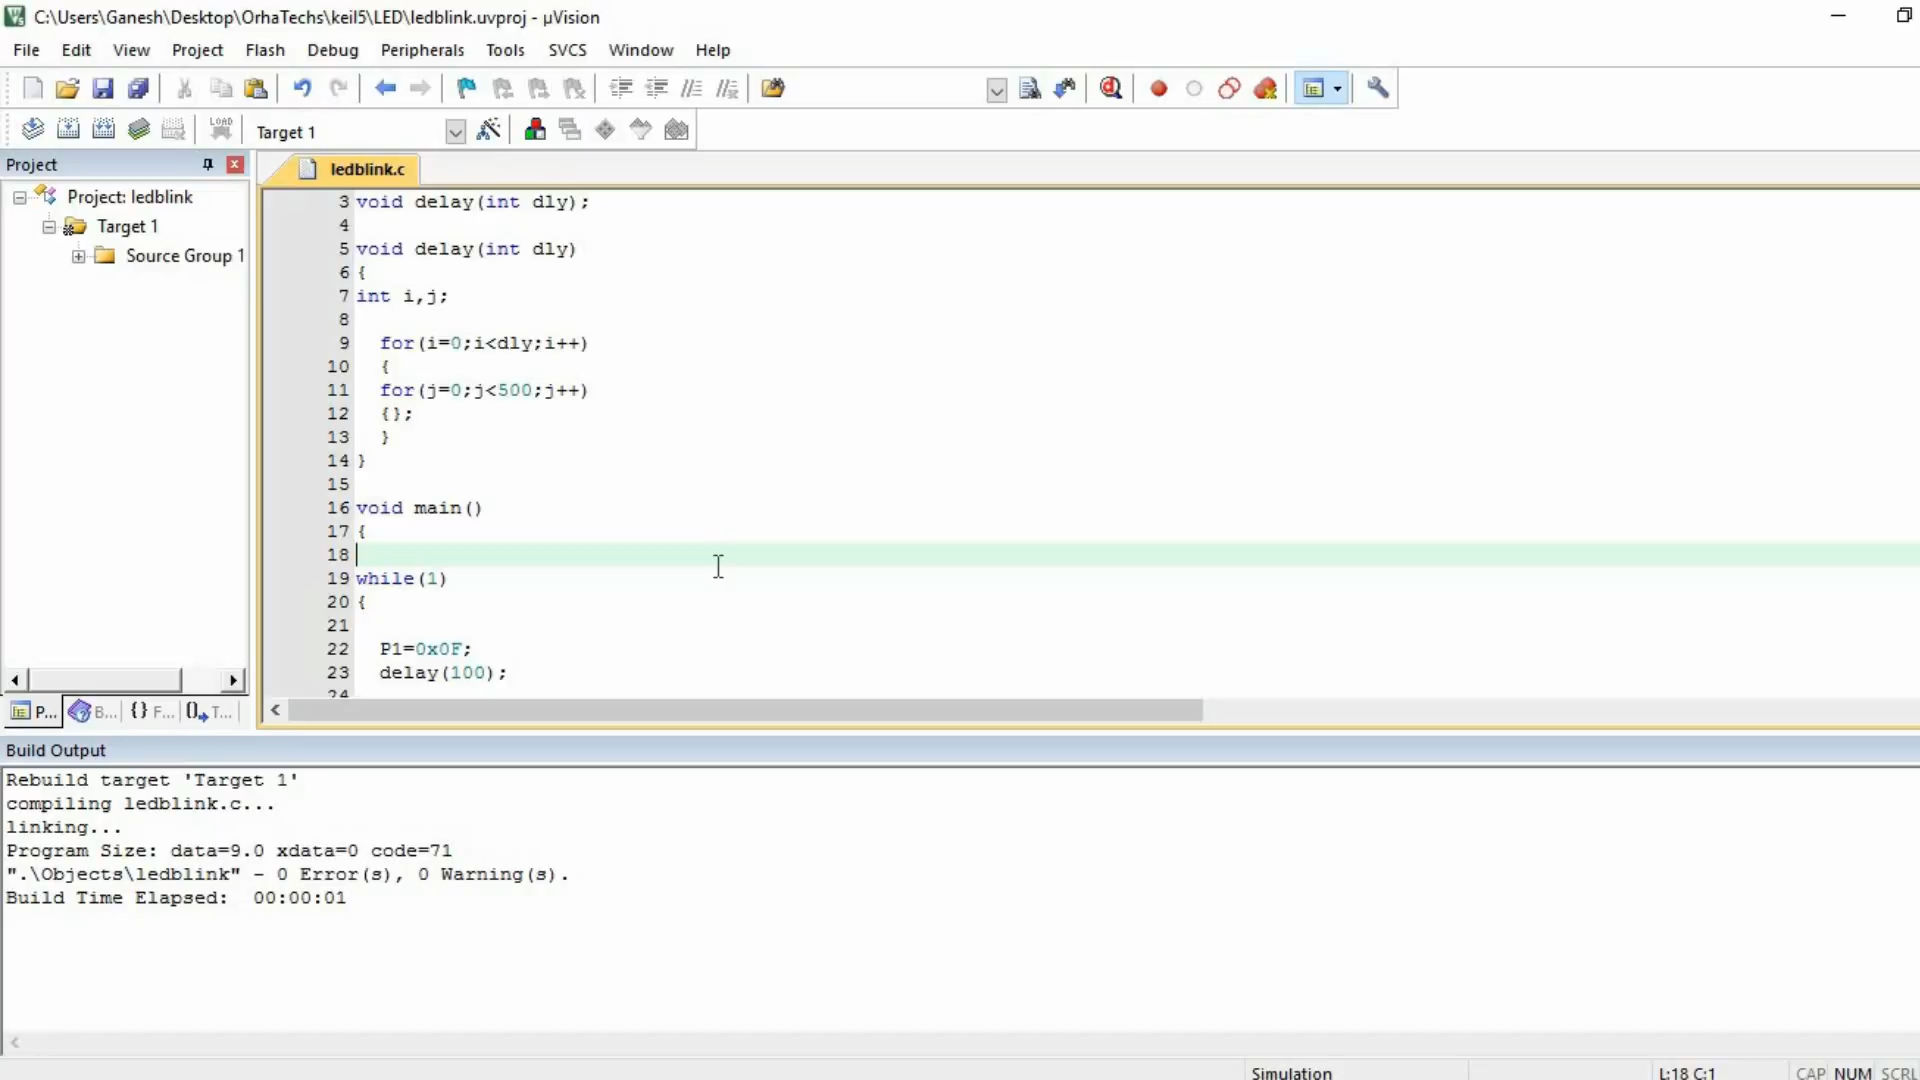 C:\Users\Ganesh\Desktop\OrhaTechs\keil5\LED\ledblink.uvproj - µVision
File Edit View Project Flash Debug Peripherals Tools SVCS Window Help
LOAD Target 1
Project
ledblink.c
Project: ledblink
Target 1
Source Group 1
3 void delay(int dly);
4
5 void delay(int dly)
6 {
7 int i,j;
8
9 for(i=0;i<dly;i++)
10 {
11 for(j=0;j<500;j++)
12 {};
13 }
14 }
15
16 void main()
17 {
18
19 while(1)
20 {
21
22 P1=0x0F;
23 delay(100);
24
P... B... {} F... 0 T...
Build Output
Rebuild target 'Target 1'
compiling ledblink.c...
linking...
Program Size: data=9.0 xdata=0 code=71
".\Objects\ledblink" - 0 Error(s), 0 Warning(s).
Build Time Elapsed: 00:00:01
Simulation L:18 C:1 CAP NUM SCRL